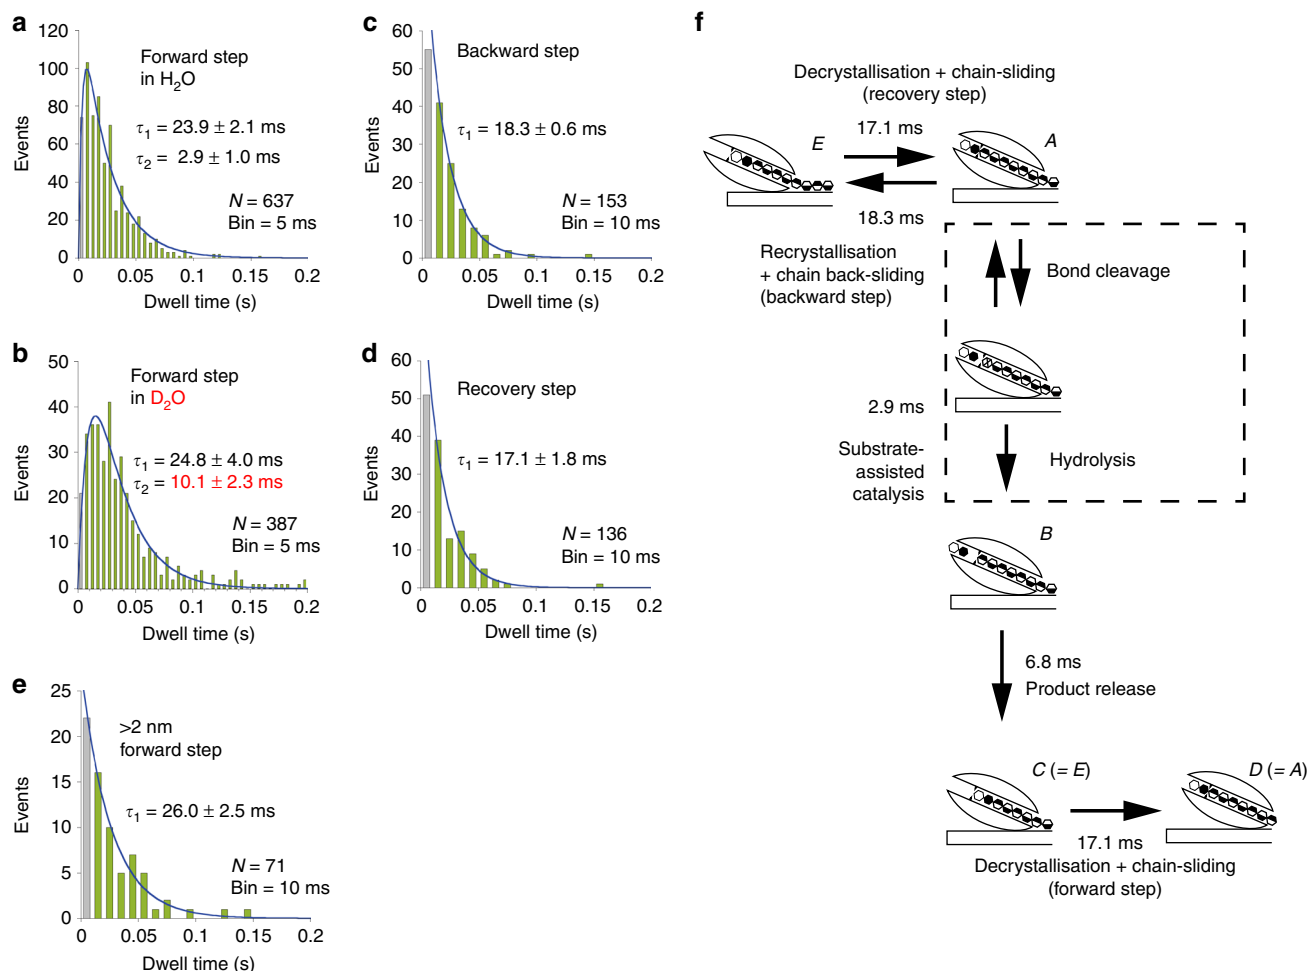 a
120
100
80
60
40
20
0
Events
Forward step
in H₂O
τ₁ = 23.9 ± 2.1 ms
τ₂ = 2.9 ± 1.0 ms
N = 637
Bin = 5 ms
0 0.05 0.1 0.15 0.2
Dwell time (s)
b
50
40
30
20
10
0
Events
Forward step
in D₂O
τ₁ = 24.8 ± 4.0 ms
τ₂ = 10.1 ± 2.3 ms
N = 387
Bin = 5 ms
0 0.05 0.1 0.15 0.2
Dwell time (s)
c
60
50
40
30
20
10
0
Events
Backward step
τ₁ = 18.3 ± 0.6 ms
N = 153
Bin = 10 ms
0 0.05 0.1 0.15 0.2
Dwell time (s)
d
60
50
40
30
20
10
0
Events
Recovery step
τ₁ = 17.1 ± 1.8 ms
N = 136
Bin = 10 ms
0 0.05 0.1 0.15 0.2
Dwell time (s)
e
25
20
15
10
5
0
Events
>2 nm
forward step
τ₁ = 26.0 ± 2.5 ms
N = 71
Bin = 10 ms
0 0.05 0.1 0.15 0.2
Dwell time (s)
f
Decrystallisation + chain-sliding
(recovery step)
17.1 ms
E
A
18.3 ms
Recrystallisation
+ chain back-sliding
(backward step)
Bond cleavage
2.9 ms
Substrate-
assisted
catalysis
Hydrolysis
B
6.8 ms
Product release
C (= E)
D (= A)
17.1 ms
Decrystallisation + chain-sliding
(forward step)